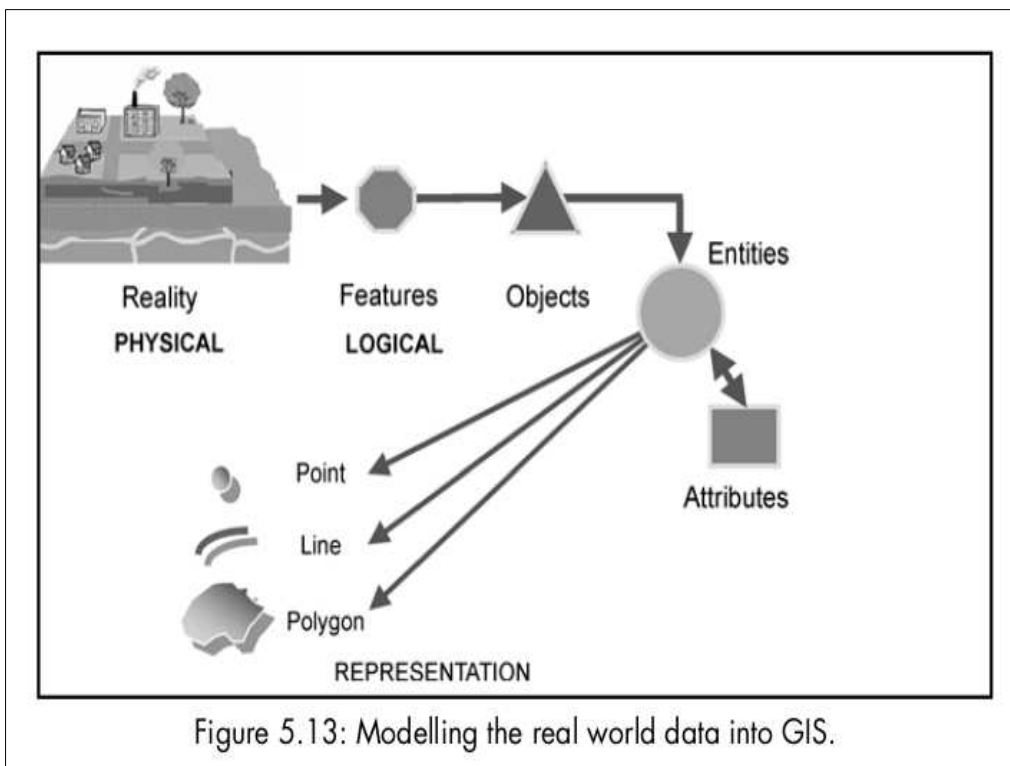 Entities
Reality
Features
Objects
PHYSICAL
LOGICAL
Point
Attributes
Line
Polygon
REPRESENTATION
Figure 5.13: Modelling the real world data into GIS.